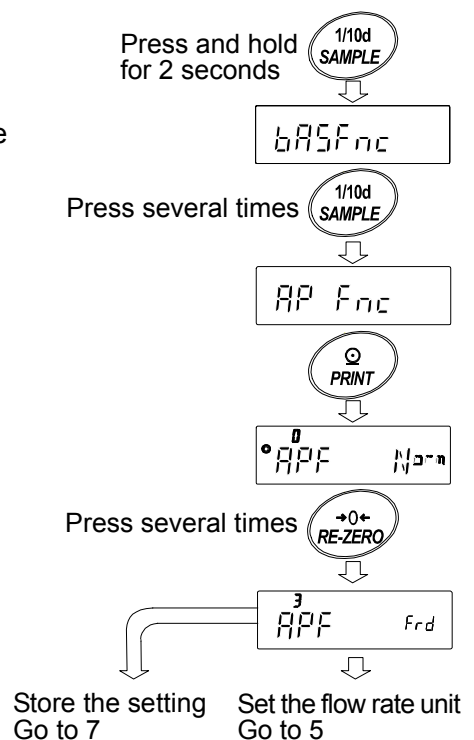 Press and hold
for 2 seconds
1/10d
SAMPLE
e
bASFnc
Press several times
1/10d
SAMPLE
AP Fnc
PRINT
0
APF Norm
Press several times
→0←
RE-ZERO
3
APF Frd
Store the setting
Go to 7
Set the flow rate unit
Go to 5